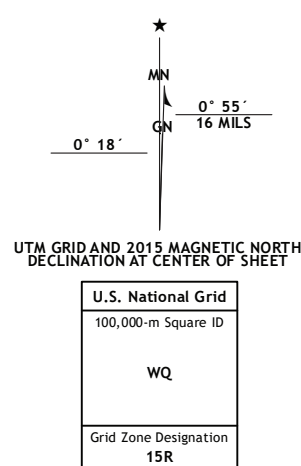 ★
MN
GN
0° 55´
16 MILS
0° 18´
UTM GRID AND 2015 MAGNETIC NORTH
DECLINATION AT CENTER OF SHEET
U.S. National Grid
100,000-m Square ID
WQ
Grid Zone Designation
15R